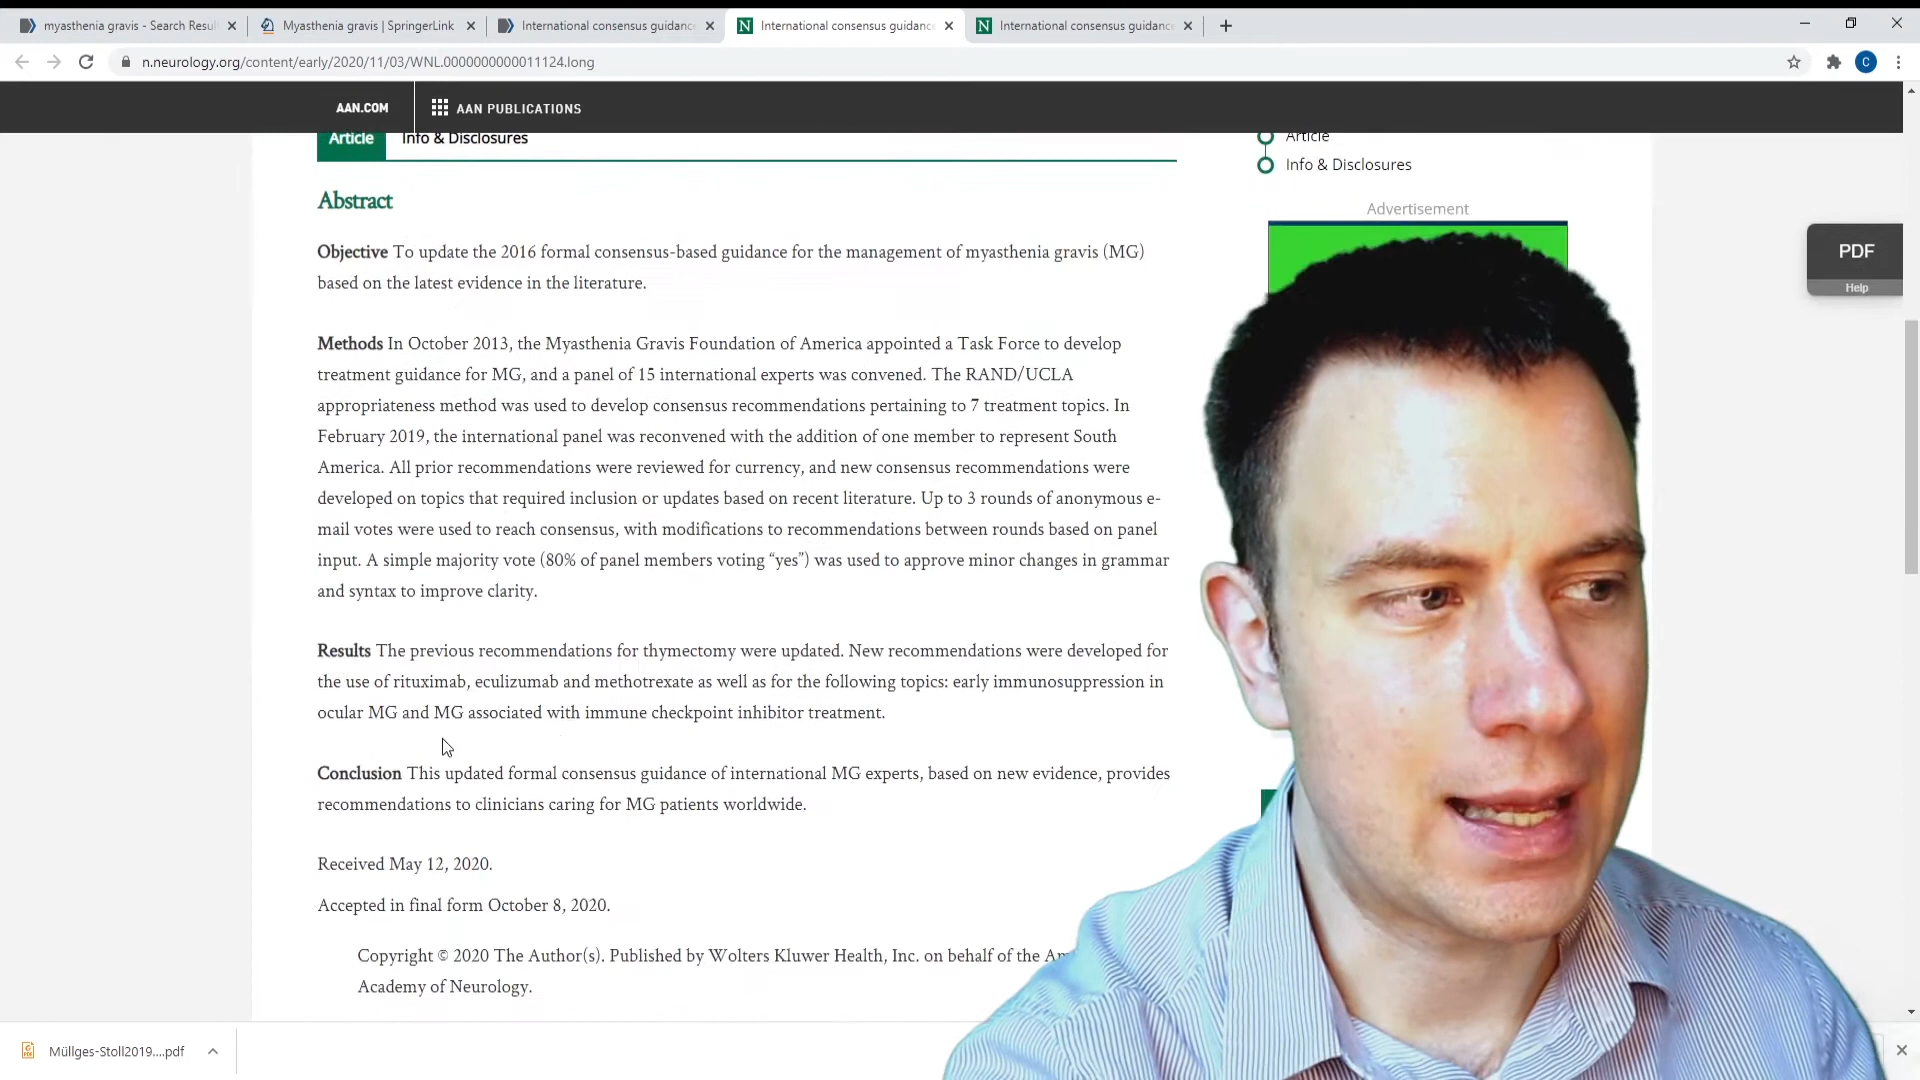 myasthenia gravis - Search Resul
Myasthenia gravis | SpringerLink
International consensus guidance
International consensus guidance
International consensus guidance
n.neurology.org/content/early/2020/11/03/WNL.0000000000011124.long
C
AAN.COM
AAN PUBLICATIONS
Article
Info & Disclosures
Article
Info & Disclosures
Advertisement
PDF
Help
Abstract
Objective To update the 2016 formal consensus-based guidance for the management of myasthenia gravis (MG)
based on the latest evidence in the literature.
Methods In October 2013, the Myasthenia Gravis Foundation of America appointed a Task Force to develop
treatment guidance for MG, and a panel of 15 international experts was convened. The RAND/UCLA
appropriateness method was used to develop consensus recommendations pertaining to 7 treatment topics. In
February 2019, the international panel was reconvened with the addition of one member to represent South
America. All prior recommendations were reviewed for currency, and new consensus recommendations were
developed on topics that required inclusion or updates based on recent literature. Up to 3 rounds of anonymous e-
mail votes were used to reach consensus, with modifications to recommendations between rounds based on panel
input. A simple majority vote (80% of panel members voting “yes”) was used to approve minor changes in grammar
and syntax to improve clarity.
Results The previous recommendations for thymectomy were updated. New recommendations were developed for
the use of rituximab, eculizumab and methotrexate as well as for the following topics: early immunosuppression in
ocular MG and MG associated with immune checkpoint inhibitor treatment.
Conclusion This updated formal consensus guidance of international MG experts, based on new evidence, provides
recommendations to clinicians caring for MG patients worldwide.
Received May 12, 2020.
Accepted in final form October 8, 2020.
Copyright © 2020 The Author(s). Published by Wolters Kluwer Health, Inc. on behalf of the
Academy of Neurology.
Müllges-Stoll2019....pdf